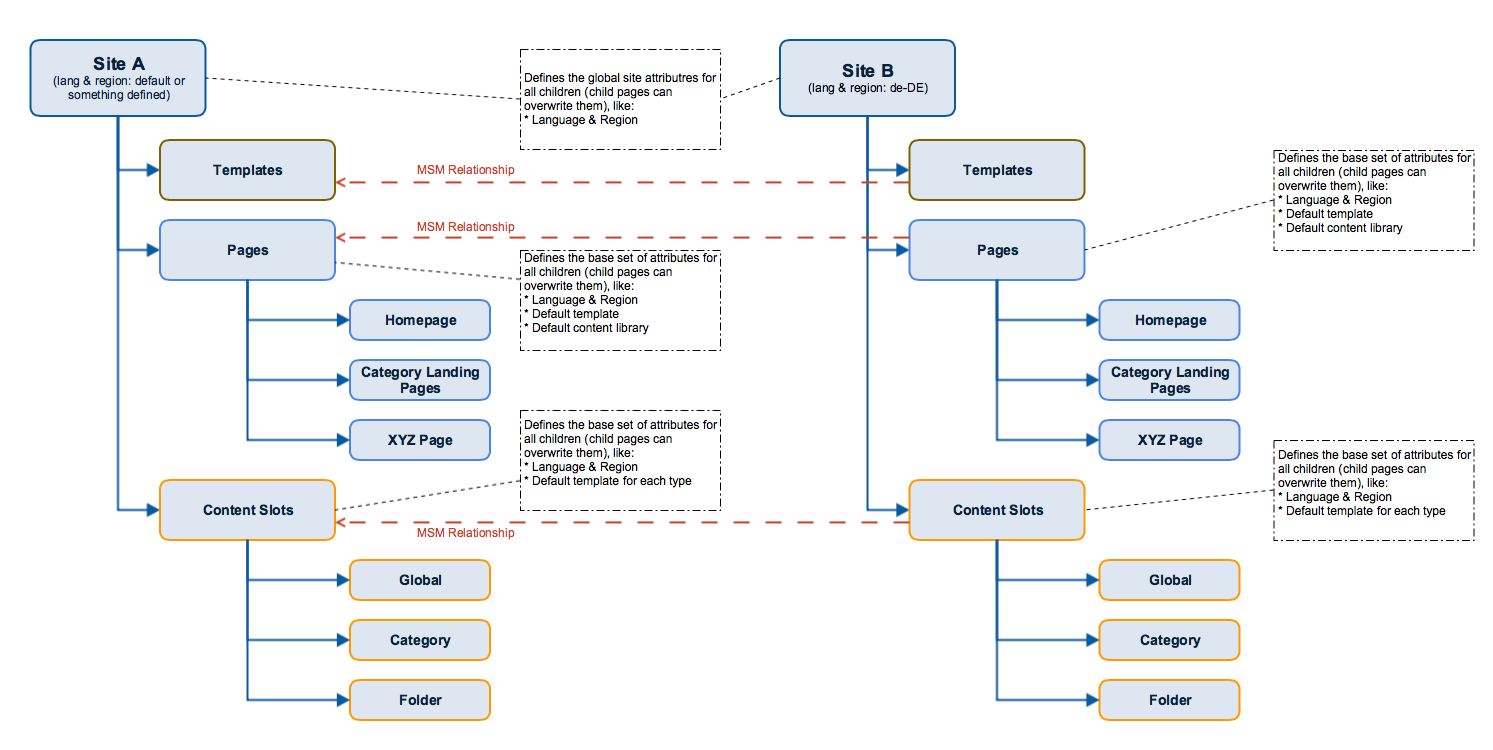 Site A
(lang & region: default or
something defined)
Defines the global site attributres for
all children (child pages can
overwrite them), like:
* Language & Region
Site B
(lang & region: de-DE)
Templates
MSM Relationship
Templates
Defines the base set of attributes for
all children (child pages can
overwrite them), like:
* Language & Region
* Default template
* Default content library
Pages
MSM Relationship
Pages
Defines the base set of attributes for
all children (child pages can
overwrite them), like:
* Language & Region
* Default template
* Default content library
Homepage
Homepage
Category Landing
Pages
Category Landing
Pages
XYZ Page
XYZ Page
Defines the base set of attributes for
all children (child pages can
overwrite them), like:
* Language & Region
* Default template for each type
Defines the base set of attributes for
all children (child pages can
overwrite them), like:
* Language & Region
* Default template for each type
Content Slots
MSM Relationship
Content Slots
Global
Global
Category
Category
Folder
Folder